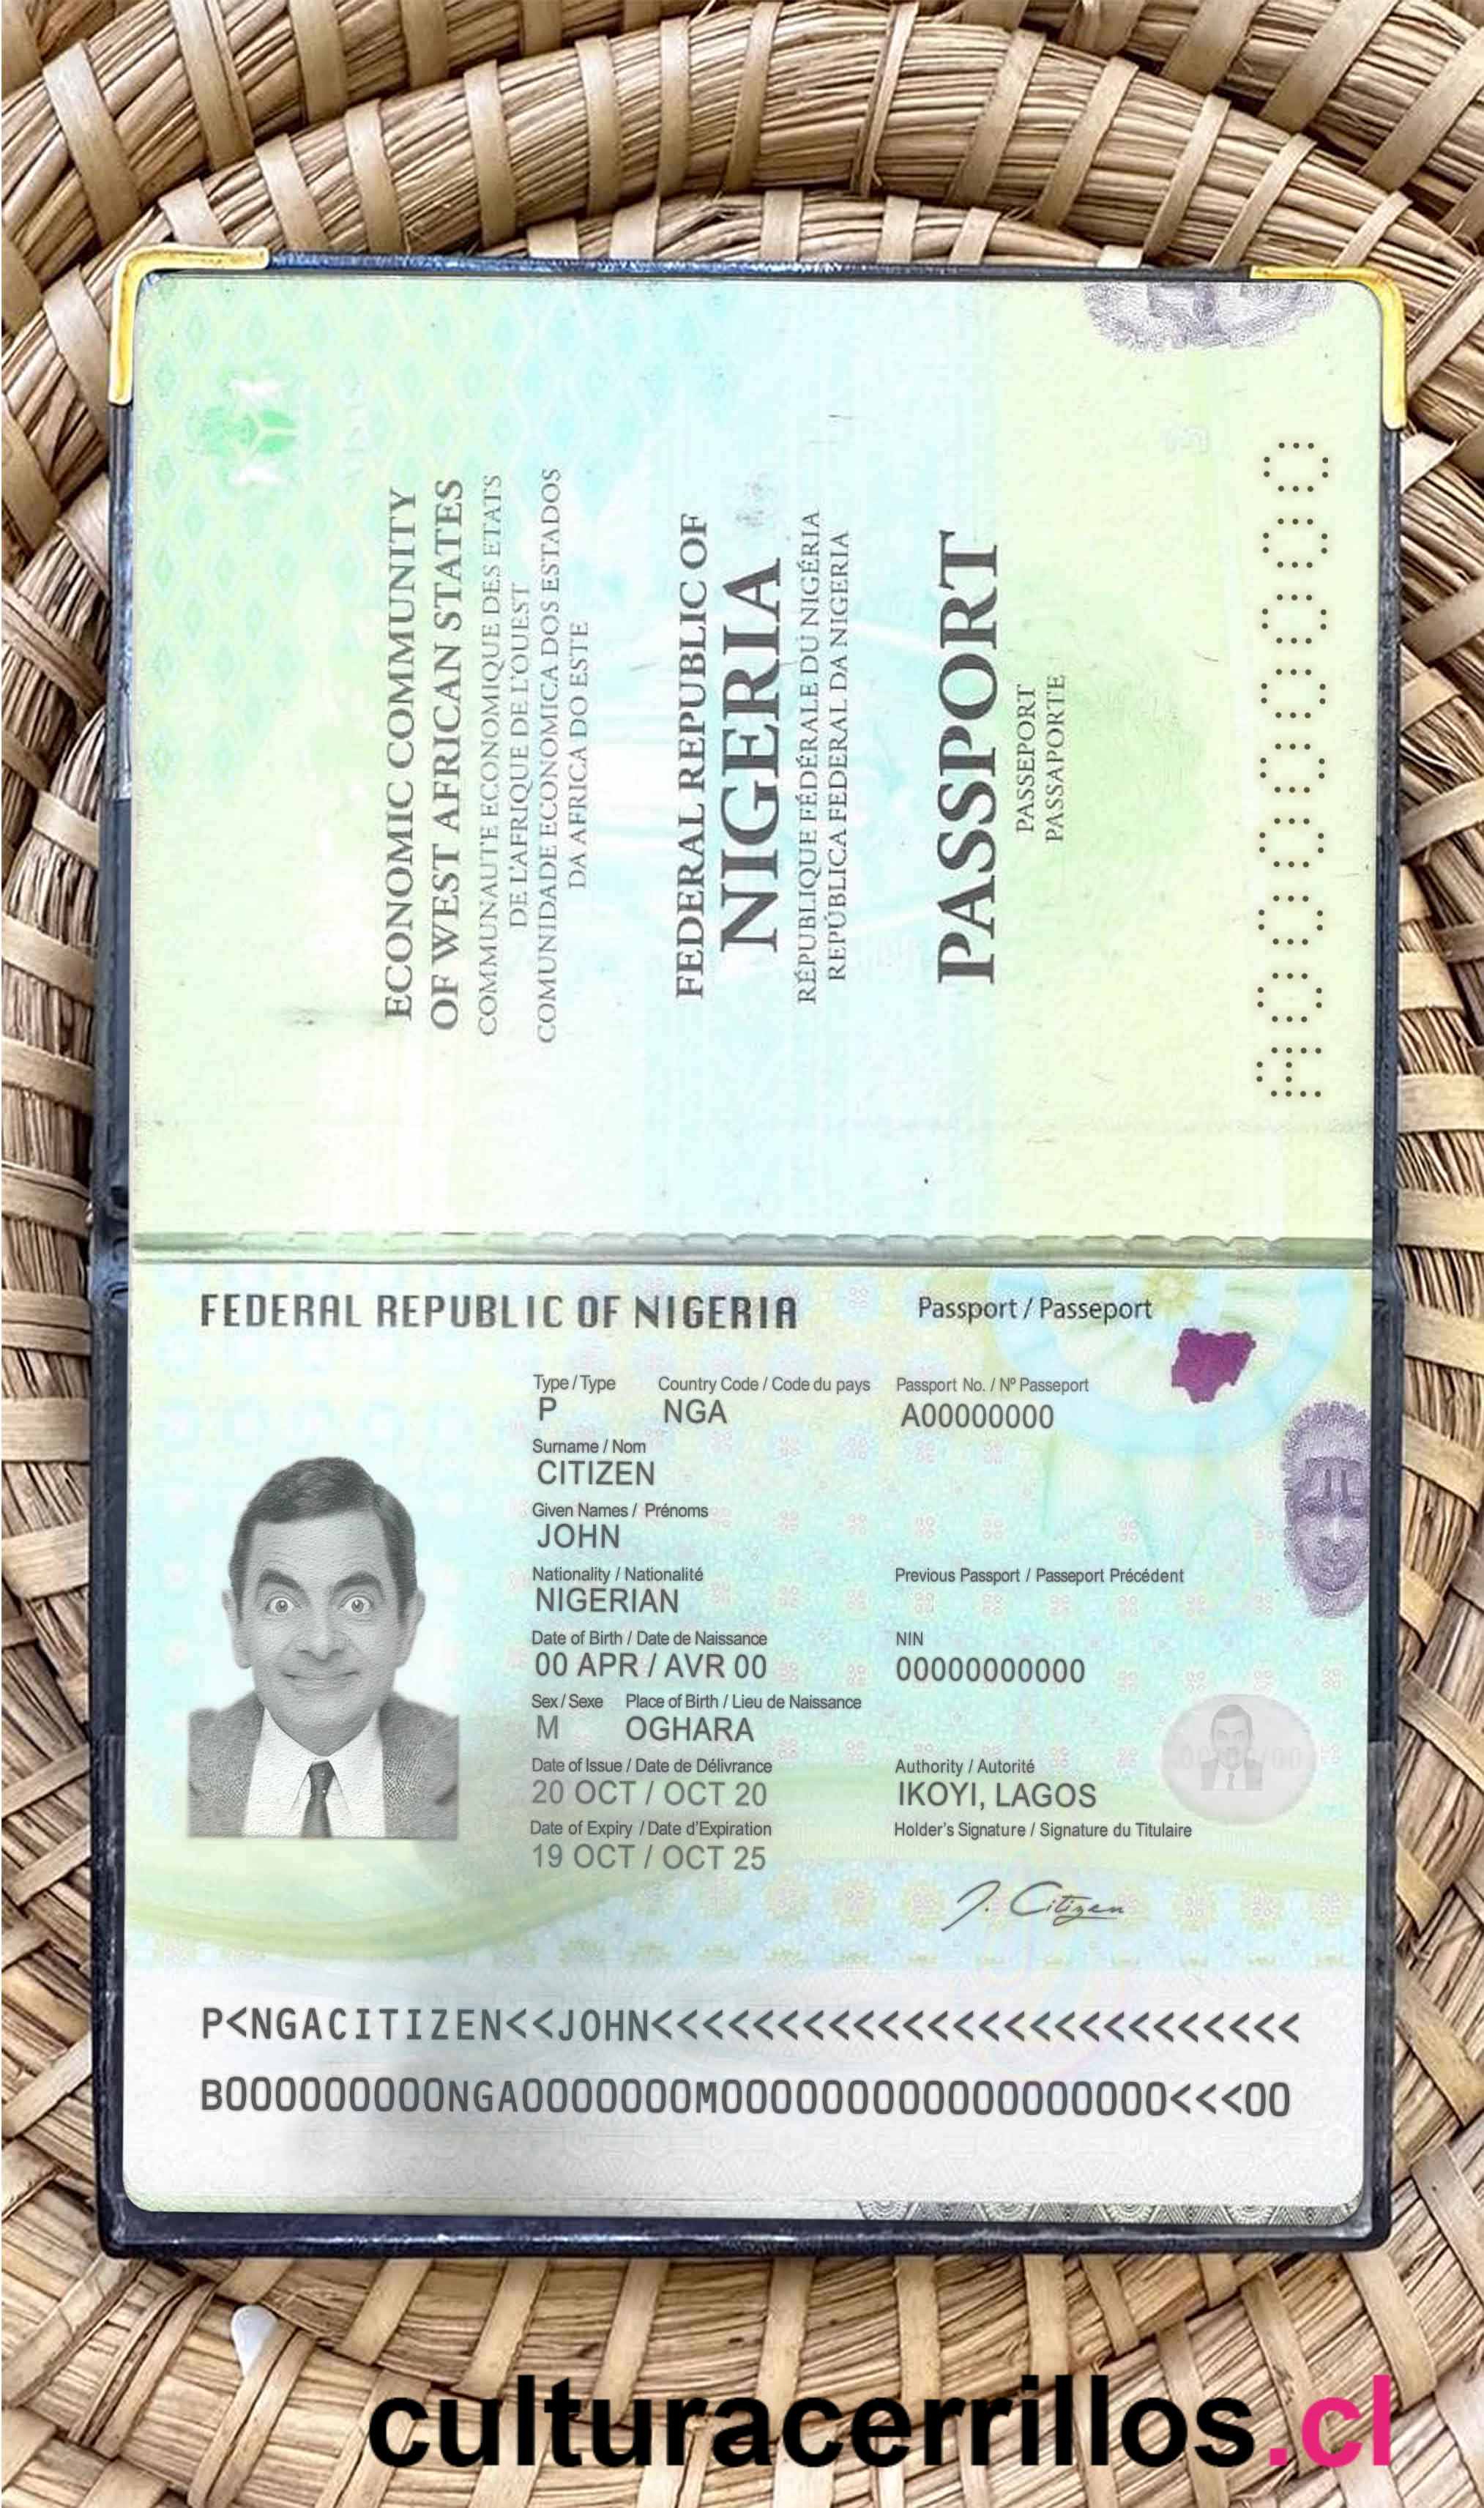 ECONOMIC COMMUNITY
OF WEST AFRICAN STATES
COMMUNAUTE ECONOMIQUE DES ETATS
DE L'AFRIQUE DE L'OUEST
COMUNIDADE ECONOMICA DOS ESTADOS
DA AFRICA DO ESTE
FEDERAL REPUBLIC OF
NIGERIA
RÉPUBLIQUE FÉDÉRALE DU NIGÉRIA
REPÚBLICA FEDERAL DA NIGERIA
PASSPORT
PASSEPORT
PASSAPORTE
A00000000
FEDERAL REPUBLIC OF NIGERIA Passport / Passeport
Type / Type Country Code / Code du pays Passport No. / Nº Passeport
P NGA A00000000
Surname / Nom
CITIZEN
Given Names / Prénoms
JOHN
Nationality / Nationalité Previous Passport / Passeport Précédent
NIGERIAN
Date of Birth / Date de Naissance NIN
00 APR / AVR 00 00000000000
Sex / Sexe Place of Birth / Lieu de Naissance
M OGHARA
Date of Issue / Date de Délivrance Authority / Autorité
20 OCT / OCT 20 IKOYI, LAGOS
Date of Expiry / Date d'Expiration Holder's Signature / Signature du Titulaire
19 OCT / OCT 25
J. Citizen
P<NGACITIZEN<<JOHN<<<<<<<<<<<<<<<<<<<<<<<<<<
B000000000NGA0000000M000000000000000000<<<00
culturacerrillos.cl